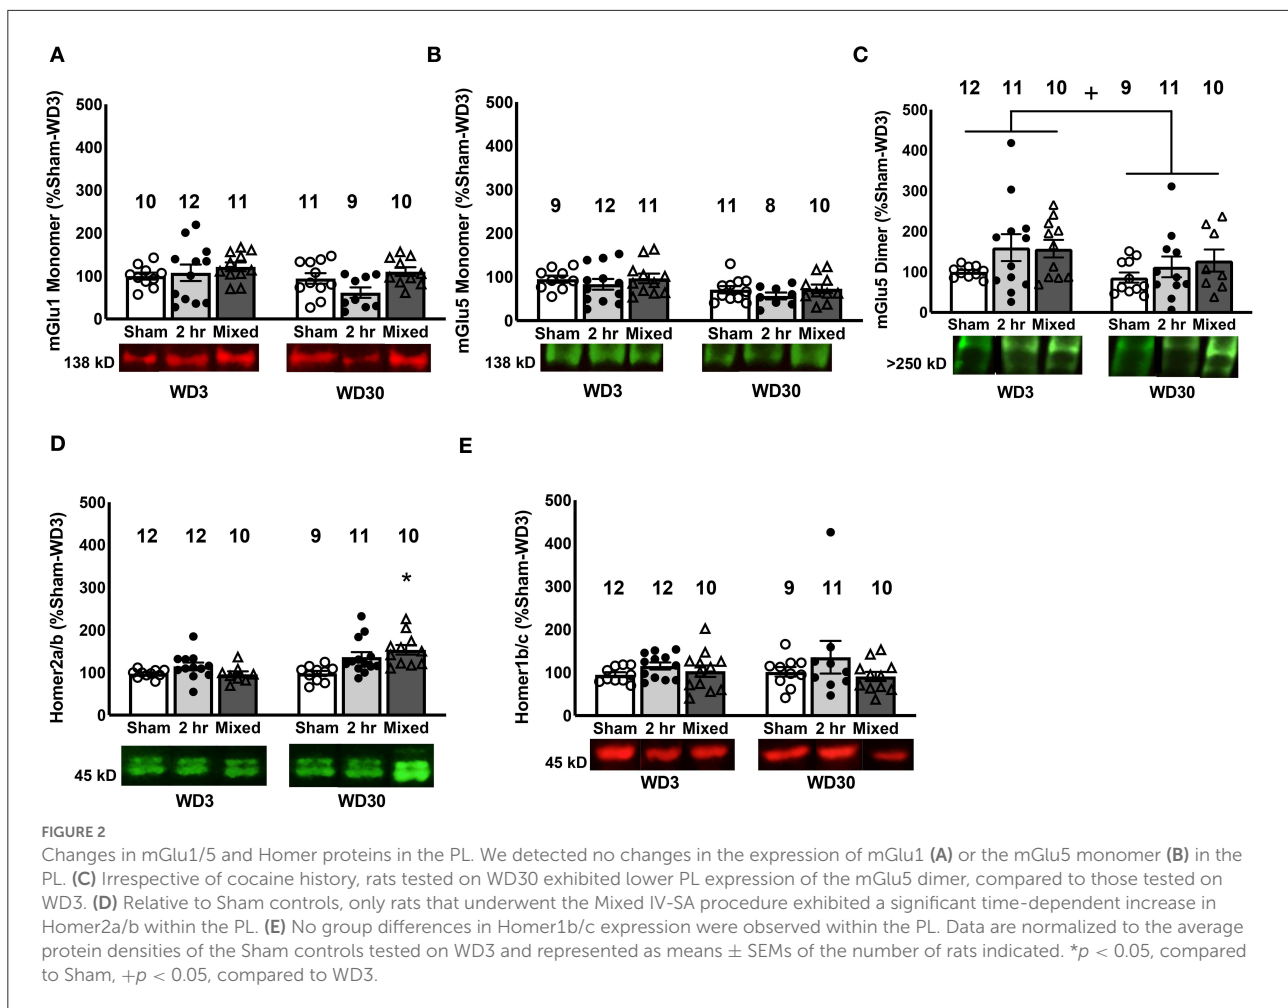 A
mGlu1 Monomer (%Sham-WD3)
500
400
300
200
100
0
10 12 11 11 9 10
Sham 2 hr Mixed Sham 2 hr Mixed
138 kD
WD3 WD30
B
mGlu5 Monomer (%Sham-WD3)
500
400
300
200
100
0
9 12 11 11 8 10
Sham 2 hr Mixed Sham 2 hr Mixed
138 kD
WD3 WD30
C
mGlu5 Dimer (%Sham-WD3)
12 11 10 + 9 11 10
500
400
300
200
100
0
Sham 2 hr Mixed Sham 2 hr Mixed
>250 kD
WD3 WD30
D
Homer2a/b (%Sham-WD3)
500
400
300
200
100
0
12 12 10 9 11 10
*
Sham 2 hr Mixed Sham 2 hr Mixed
45 kD
WD3 WD30
E
Homer1b/c (%Sham-WD3)
500
400
300
200
100
0
12 12 10 9 11 10
Sham 2 hr Mixed Sham 2 hr Mixed
45 kD
WD3 WD30
FIGURE 2
Changes in mGlu1/5 and Homer proteins in the PL. We detected no changes in the expression of mGlu1 (A) or the mGlu5 monomer (B) in the
PL. (C) Irrespective of cocaine history, rats tested on WD30 exhibited lower PL expression of the mGlu5 dimer, compared to those tested on
WD3. (D) Relative to Sham controls, only rats that underwent the Mixed IV-SA procedure exhibited a significant time-dependent increase in
Homer2a/b within the PL. (E) No group differences in Homer1b/c expression were observed within the PL. Data are normalized to the average
protein densities of the Sham controls tested on WD3 and represented as means ± SEMs of the number of rats indicated. *p < 0.05, compared
to Sham, +p < 0.05, compared to WD3.